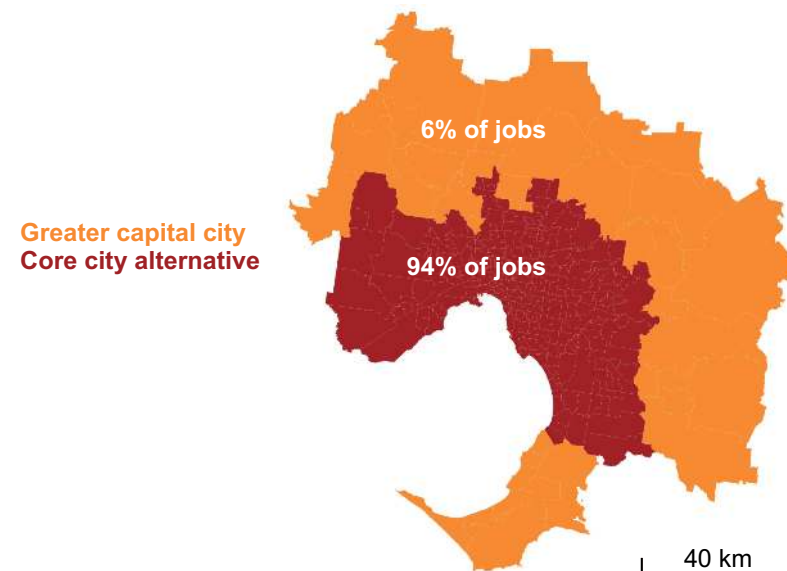 6% of jobs
Greater capital city
Core city alternative
94% of jobs
40 km